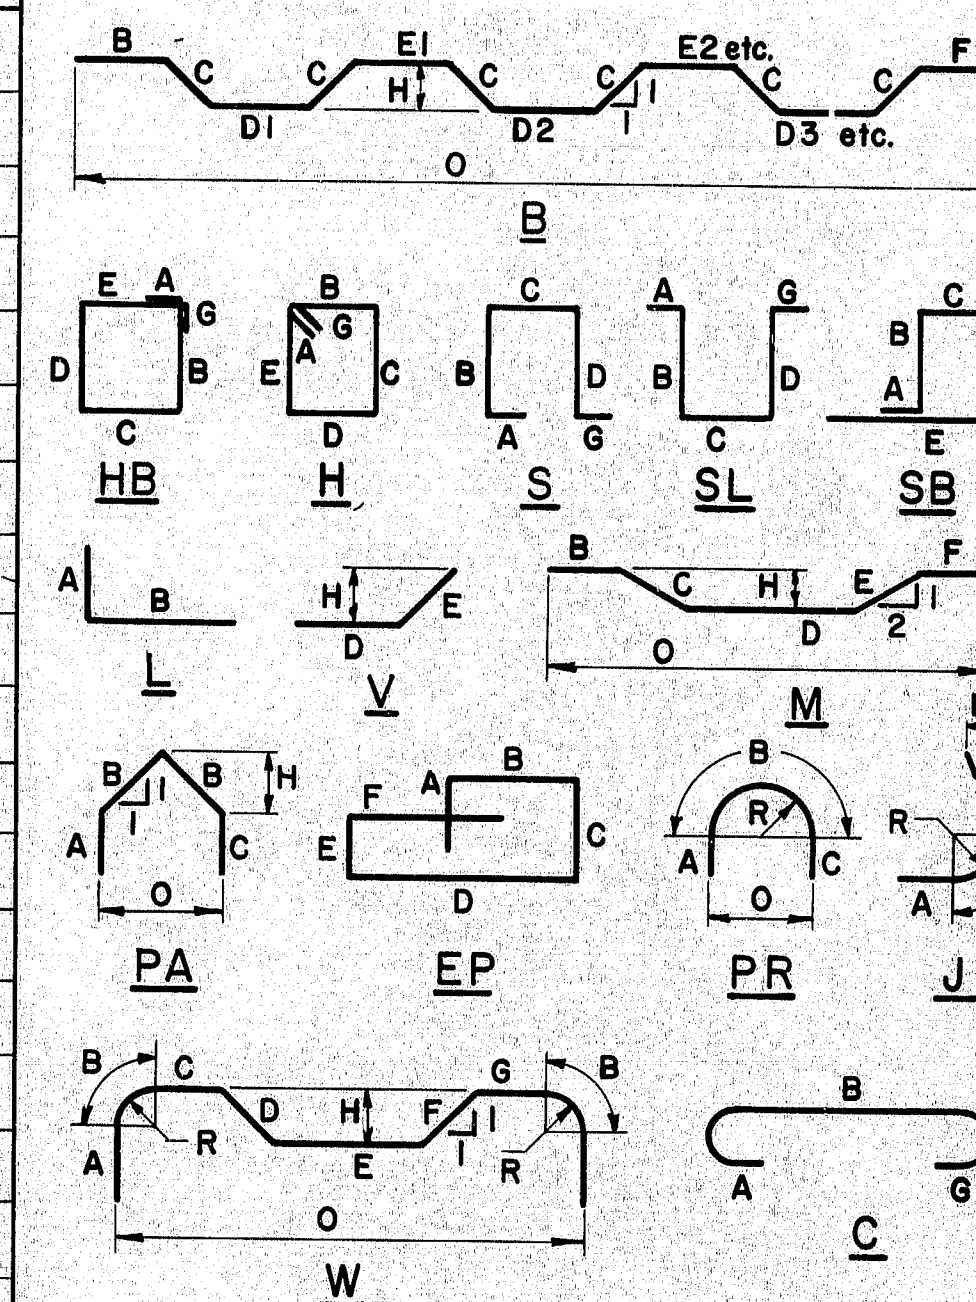 B C C E1 H C C E2 etc. C C F
D1 D2 1 1 D3 etc.
O
B
E A G D B C
HB
B G A E C D
H
C B D A G
S
A G B D C
SL
C B A E
SB
A B
L
H E D
V
B C H E F 1 2 D O
M
B B H 1 1 A C O
PA
A B F E C D
EP
B R A C O
PR
R A
J
B C D H F G B 1 1 R A E R O
W
B A G
C